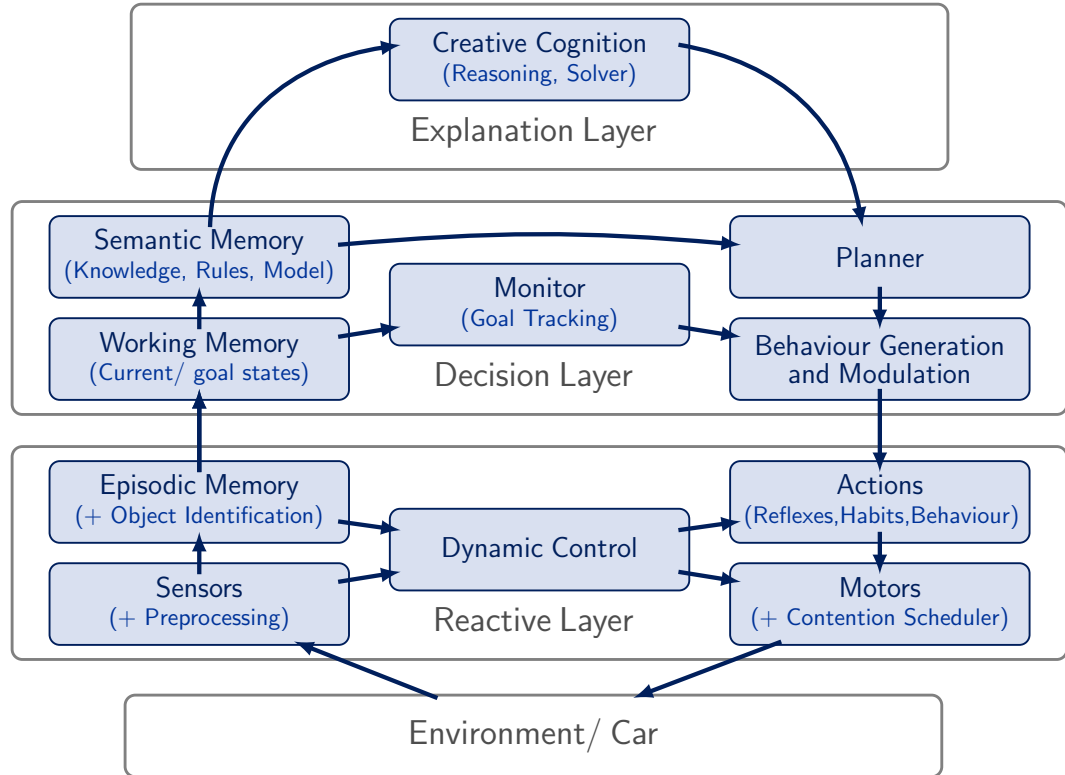 Creative Cognition
(Reasoning, Solver)
Explanation Layer
Semantic Memory
(Knowledge, Rules, Model)
Planner
Monitor
(Goal Tracking)
Working Memory
(Current/ goal states)
Behaviour Generation
and Modulation
Decision Layer
Episodic Memory
(+ Object Identification)
Actions
(Reflexes,Habits,Behaviour)
Dynamic Control
Sensors
(+ Preprocessing)
Motors
(+ Contention Scheduler)
Reactive Layer
Environment/ Car